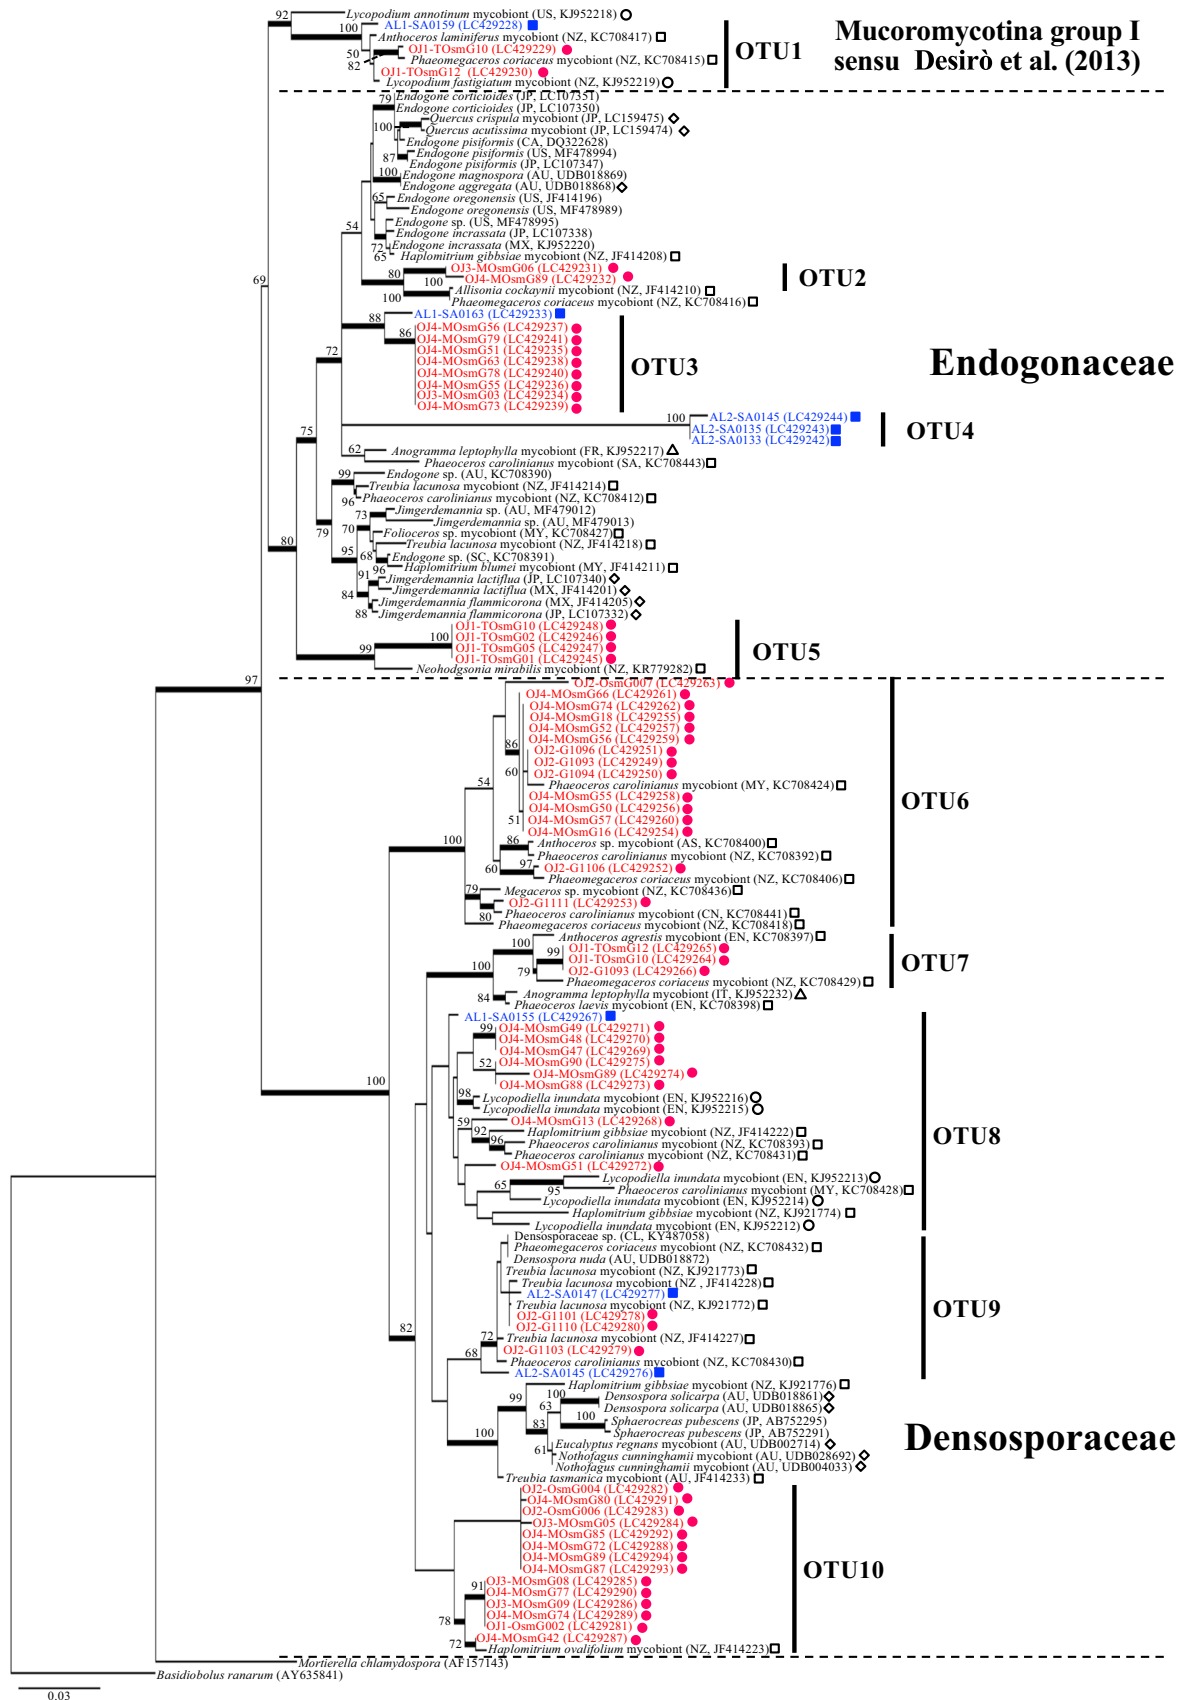 92
Lycopodium annotinum mycobiont (US, KJ952218)
100
AL1-SA0159 (LC429228)
Anthoceros laminiferus mycobiont (NZ, KC708417)
50
OJ1-TOsmG10 (LC429229)
Phaeomegaceros coriaceus mycobiont (NZ, KC708415)
82
OJ1-TOsmG12 (LC429230)
Lycopodium fastigiatum mycobiont (NZ, KJ952219)
OTU1
Mucoromycotina group I
sensu Desirò et al. (2013)
79
Endogone corticioides (JP, LC107351)
Endogone corticioides (JP, LC107350)
Quercus crispula mycobiont (JP, LC159475)
100
Quercus acutissima mycobiont (JP, LC159474)
Endogone pisiformis (CA, DQ322628)
87
Endogone pisiformis (US, MF478994)
Endogone pisiformis (JP, LC107347)
100
Endogone magnospora (AU, UDB018869)
Endogone aggregata (AU, UDB018868)
65
Endogone oregonensis (US, JF414196)
Endogone oregonensis (US, MF478989)
54
Endogone sp. (US, MF478995)
Endogone incrassata (JP, LC107338)
72
Endogone incrassata (MX, KJ952220)
65
Haplomitrium gibbsiae mycobiont (NZ, JF414208)
80
OJ3-MOsmG06 (LC429231)
OJ4-MOsmG89 (LC429232)
100
Allisonia cockaynii mycobiont (NZ, JF414210)
100
Phaeomegaceros coriaceus mycobiont (NZ, KC708416)
OTU2
69
88
AL1-SA0163 (LC429233)
86
OJ4-MOsmG56 (LC429237)
OJ4-MOsmG79 (LC429241)
OJ4-MOsmG51 (LC429235)
OJ4-MOsmG63 (LC429238)
OJ4-MOsmG78 (LC429240)
OJ4-MOsmG55 (LC429236)
OJ3-MOsmG03 (LC429234)
OJ4-MOsmG73 (LC429239)
OTU3
72
Endogonaceae
100
AL2-SA0145 (LC429244)
AL2-SA0135 (LC429243)
AL2-SA0133 (LC429242)
OTU4
75
62
Anogramma leptophylla mycobiont (FR, KJ952217)
Phaeoceros carolinianus mycobiont (SA, KC708443)
99
Endogone sp. (AU, KC708390)
Treubia lacunosa mycobiont (NZ, JF414214)
96
Phaeoceros carolinianus mycobiont (NZ, KC708412)
73
Jimgerdemannia sp. (AU, MF479012)
Jimgerdemannia sp. (AU, MF479013)
79
70
Folioceros sp. mycobiont (MY, KC708427)
Treubia lacunosa mycobiont (NZ, JF414218)
80
95
68
Endogone sp. (SC, KC708391)
96
Haplomitrium blumei mycobiont (MY, JF414211)
91
Jimgerdemannia lactiflua (JP, LC107340)
Jimgerdemannia lactiflua (MX, JF414201)
84
Jimgerdemannia flammicorona (MX, JF414205)
88
Jimgerdemannia flammicorona (JP, LC107332)
100
OJ1-TOsmG10 (LC429248)
OJ1-TOsmG02 (LC429246)
OJ1-TOsmG05 (LC429247)
OJ1-TOsmG01 (LC429245)
99
Neohodgsonia mirabilis mycobiont (NZ, KR779282)
OTU5
97
OJ2-OsmG007 (LC429263)
OJ4-MOsmG66 (LC429261)
OJ4-MOsmG74 (LC429262)
OJ4-MOsmG18 (LC429255)
OJ4-MOsmG52 (LC429257)
OJ4-MOsmG56 (LC429259)
86
OJ2-G1096 (LC429251)
OJ2-G1093 (LC429249)
60
OJ2-G1094 (LC429250)
54
Phaeoceros carolinianus mycobiont (MY, KC708424)
OJ4-MOsmG55 (LC429258)
OJ4-MOsmG50 (LC429256)
51
OJ4-MOsmG57 (LC429260)
OJ4-MOsmG16 (LC429254)
100
86
Anthoceros sp. mycobiont (AS, KC708400)
Phaeoceros carolinianus mycobiont (NZ, KC708392)
60
97
OJ2-G1106 (LC429252)
Phaeomegaceros coriaceus mycobiont (NZ, KC708406)
79
Megaceros sp. mycobiont (NZ, KC708436)
OJ2-G1111 (LC429253)
80
Phaeoceros carolinianus mycobiont (CN, KC708441)
Phaeomegaceros coriaceus mycobiont (NZ, KC708418)
OTU6
100
Anthoceros agrestis mycobiont (EN, KC708397)
99
OJ1-TOsmG12 (LC429265)
OJ1-TOsmG10 (LC429264)
100
79
OJ2-G1093 (LC429266)
Phaeomegaceros coriaceus mycobiont (NZ, KC708429)
84
Anogramma leptophylla mycobiont (IT, KJ952232)
Phaeoceros laevis mycobiont (EN, KC708398)
OTU7
AL1-SA0155 (LC429267)
99
OJ4-MOsmG49 (LC429271)
OJ4-MOsmG48 (LC429270)
OJ4-MOsmG47 (LC429269)
OJ4-MOsmG90 (LC429275)
52
OJ4-MOsmG89 (LC429274)
OJ4-MOsmG88 (LC429273)
100
98
Lycopodiella inundata mycobiont (EN, KJ952216)
Lycopodiella inundata mycobiont (EN, KJ952215)
59
OJ4-MOsmG13 (LC429268)
92
Haplomitrium gibbsiae mycobiont (NZ, JF414222)
96
Phaeoceros carolinianus mycobiont (NZ, KC708393)
Phaeoceros carolinianus mycobiont (NZ, KC708431)
OJ4-MOsmG51 (LC429272)
65
Lycopodiella inundata mycobiont (EN, KJ952213)
95
Phaeoceros carolinianus mycobiont (MY, KC708428)
Lycopodiella inundata mycobiont (EN, KJ952214)
Haplomitrium gibbsiae mycobiont (NZ, KJ921774)
Lycopodiella inundata mycobiont (EN, KJ952212)
OTU8
Densosporaceae sp. (CL, KY487058)
Phaeomegaceros coriaceus mycobiont (NZ, KC708432)
Densospora nuda (AU, UDB018872)
Treubia lacunosa mycobiont (NZ, KJ921773)
Treubia lacunosa mycobiont (NZ , JF414228)
AL2-SA0147 (LC429277)
Treubia lacunosa mycobiont (NZ, KJ921772)
OJ2-G1101 (LC429278)
OJ2-G1110 (LC429280)
82
72
Treubia lacunosa mycobiont (NZ, JF414227)
OJ2-G1103 (LC429279)
68
Phaeoceros carolinianus mycobiont (NZ, KC708430)
AL2-SA0145 (LC429276)
OTU9
99
Haplomitrium gibbsiae mycobiont (NZ, KJ921776)
100
Densospora solicarpa (AU, UDB018861)
63
Densospora solicarpa (AU, UDB018865)
100
Sphaerocreas pubescens (JP, AB752295)
83
Sphaerocreas pubescens (JP, AB752291)
100
61
Eucalyptus regnans mycobiont (AU, UDB002714)
Nothofagus cunninghamii mycobiont (AU, UDB028692)
Nothofagus cunninghamii mycobiont (AU, UDB004033)
Treubia tasmanica mycobiont (AU, JF414233)
Densosporaceae
OJ2-OsmG004 (LC429282)
OJ4-MOsmG80 (LC429291)
OJ2-OsmG006 (LC429283)
OJ3-MOsmG05 (LC429284)
OJ4-MOsmG85 (LC429292)
OJ4-MOsmG72 (LC429288)
OJ4-MOsmG89 (LC429294)
OJ4-MOsmG87 (LC429293)
91
OJ3-MOsmG08 (LC429285)
OJ4-MOsmG77 (LC429290)
OJ3-MOsmG09 (LC429286)
OJ4-MOsmG74 (LC429289)
78
OJ1-OsmG002 (LC429281)
OJ4-MOsmG42 (LC429287)
72
Haplomitrium ovalifolium mycobiont (NZ, JF414223)
OTU10
Mortierella chlamydospora (AF157143)
Basidiobolus ranarum (AY635841)
0.03